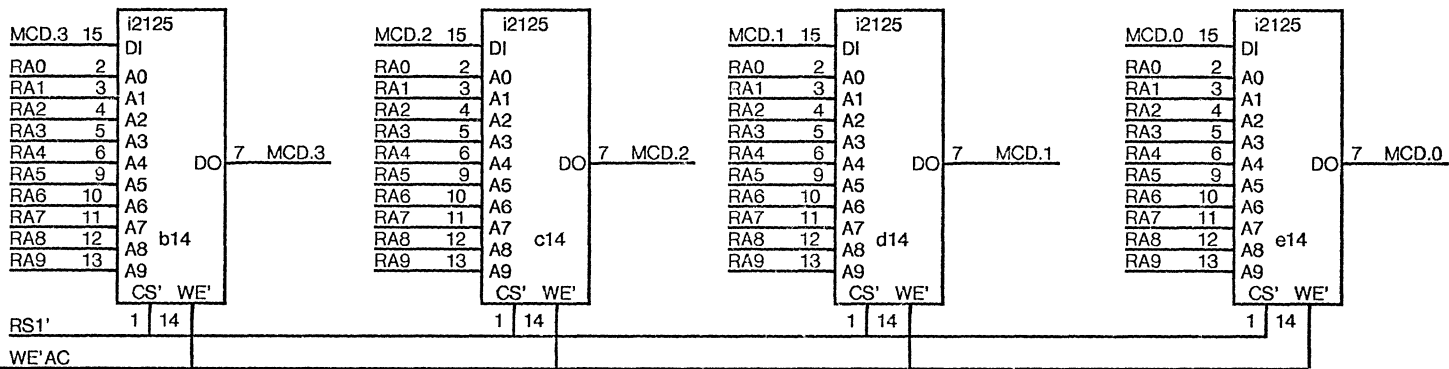 i2125 i2125 i2125 i2125
MCD.3 15 DI MCD.2 15 DI MCD.1 15 DI MCD.0 15 DI
RA0 2 A0 RA0 2 A0 RA0 2 A0 RA0 2 A0
RA1 3 A1 RA1 3 A1 RA1 3 A1 RA1 3 A1
RA2 4 A2 RA2 4 A2 RA2 4 A2 RA2 4 A2
RA3 5 A3 RA3 5 A3 RA3 5 A3 RA3 5 A3
RA4 6 A4 DO 7 MCD.3 RA4 6 A4 DO 7 MCD.2 RA4 6 A4 DO 7 MCD.1 RA4 6 A4 DO 7 MCD.0
RA5 9 A5 RA5 9 A5 RA5 9 A5 RA5 9 A5
RA6 10 A6 RA6 10 A6 RA6 10 A6 RA6 10 A6
RA7 11 A7 RA7 11 A7 RA7 11 A7 RA7 11 A7
RA8 12 A8 b14 RA8 12 A8 c14 RA8 12 A8 d14 RA8 12 A8 e14
RA9 13 A9 RA9 13 A9 RA9 13 A9 RA9 13 A9
CS' WE' CS' WE' CS' WE' CS' WE'
RS1' 1 14 1 14 1 14 1 14
WE'AC